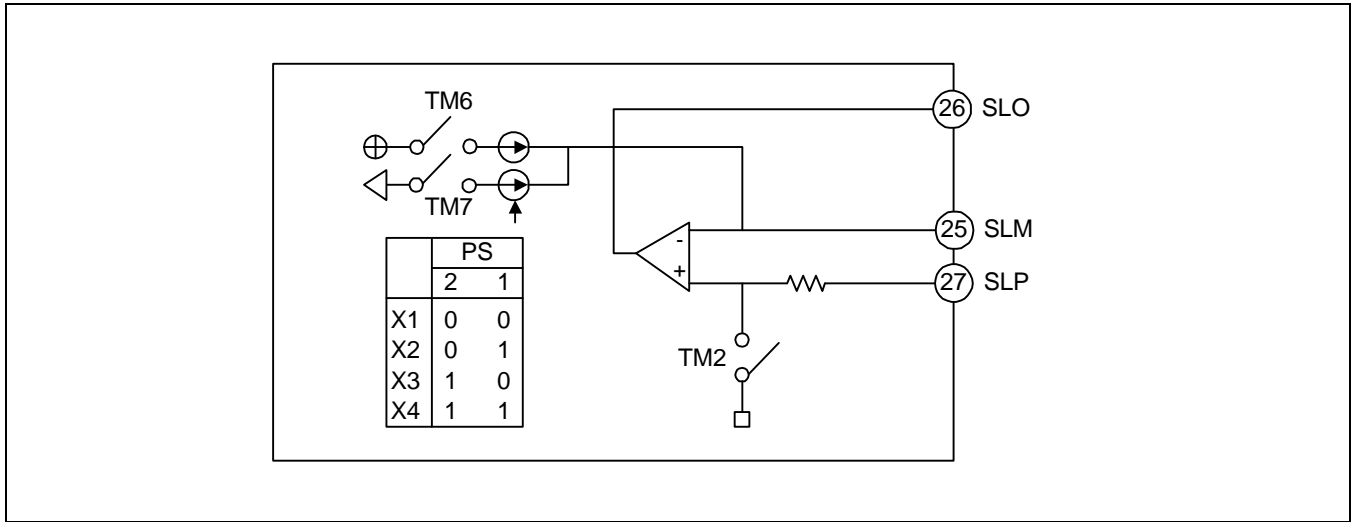 TM6
26 SLO
TM7
- 25 SLM
+ 27 SLP
PS
2 1
X1 0 0
X2 0 1
X3 1 0
X4 1 1
TM2